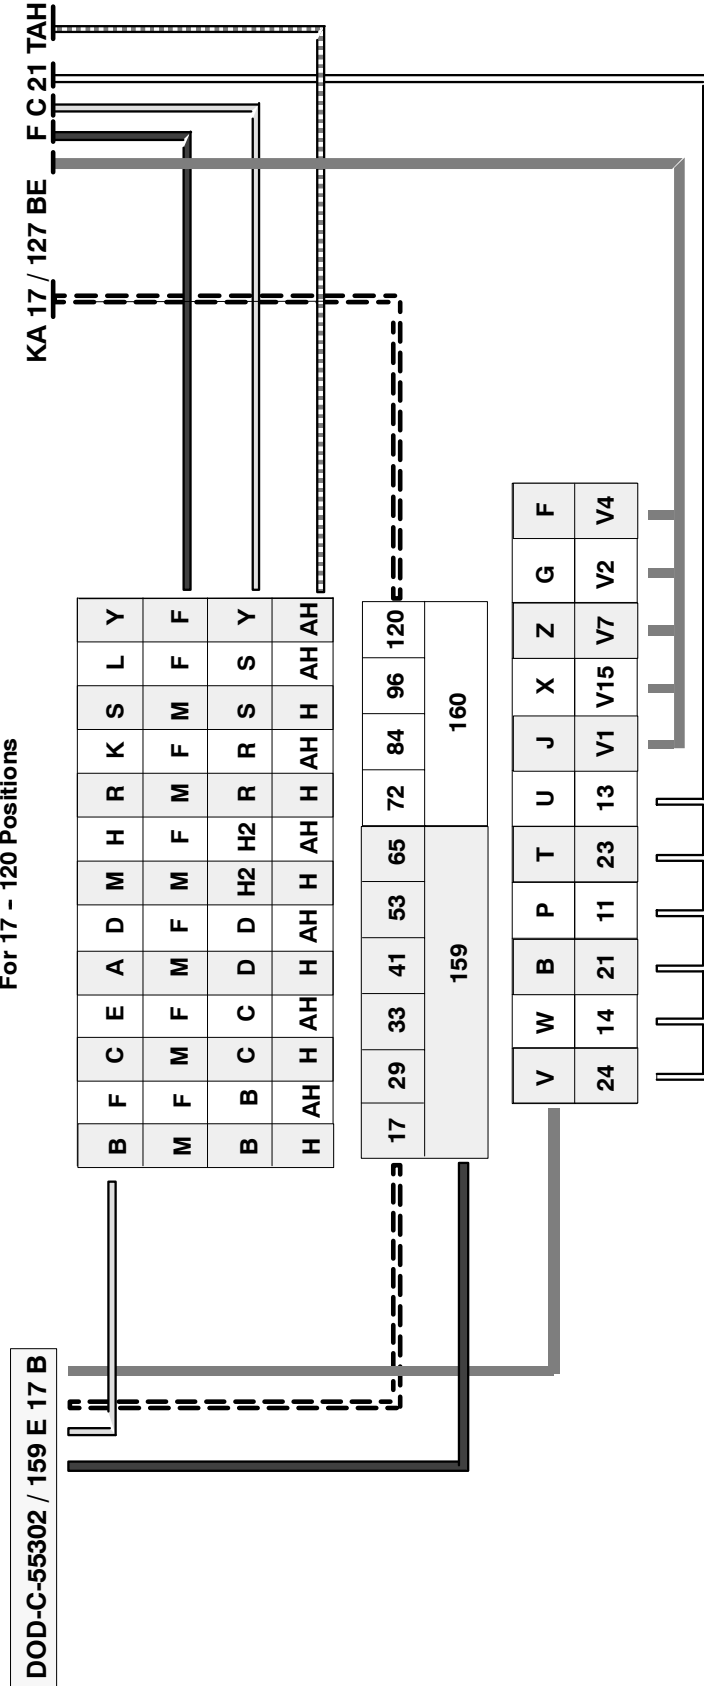 For 17 – 120 Positions
DOD-C-55302 / 159 E 17 B
KA 17 / 127 BE F C 21 TAH
B F C E A D M H R K S L Y
M F M F M F M F M F M F F
B B C C D D H2 H2 R R S S Y
H AH H AH H AH H AH H AH H AH AH
17 29 33 41 53 65 72 84 96 120
159 160
V W B P T U J X Z G F
24 14 21 11 23 13 V1 V15 V7 V2 V4